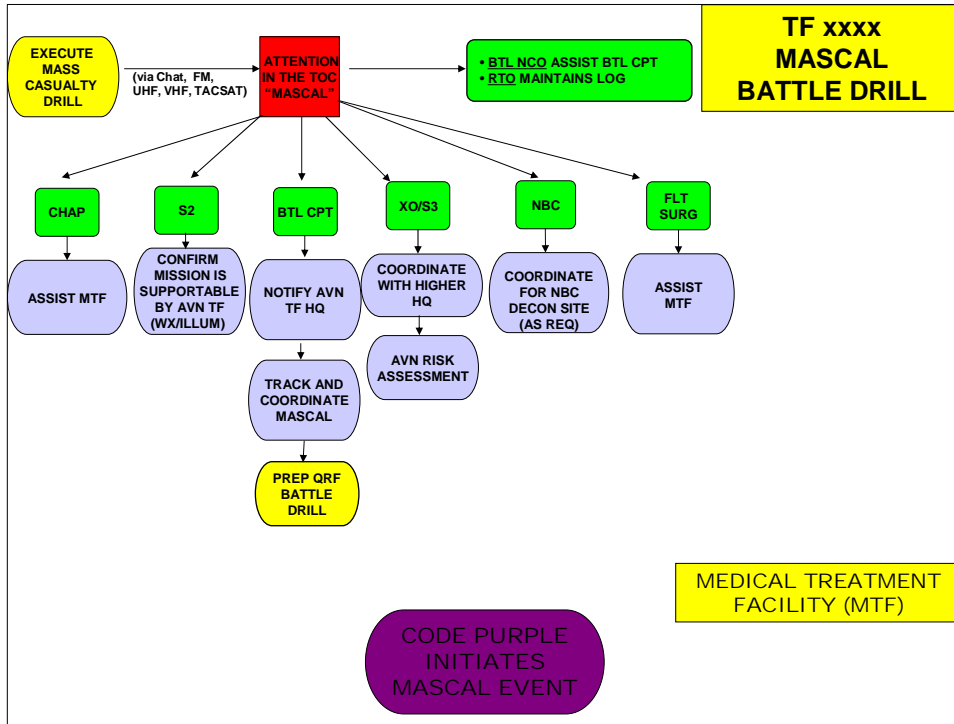 TF xxxx
MASCAL
BATTLE DRILL
EXECUTE
MASS
CASUALTY
DRILL
(via Chat, FM,
UHF, VHF, TACSAT)
ATTENTION
IN THE TOC
“MASCAL”
• BTL NCO ASSIST BTL CPT
• RTO MAINTAINS LOG
CHAP
S2
BTL CPT
XO/S3
NBC
FLT
SURG
ASSIST MTF
CONFIRM
MISSION IS
SUPPORTABLE
BY AVN TF
(WX/ILLUM)
NOTIFY AVN
TF HQ
COORDINATE
WITH HIGHER
HQ
COORDINATE
FOR NBC
DECON SITE
(AS REQ)
ASSIST
MTF
AVN RISK
ASSESSMENT
TRACK AND
COORDINATE
MASCAL
PREP QRF
BATTLE
DRILL
MEDICAL TREATMENT
FACILITY (MTF)
CODE PURPLE
INITIATES
MASCAL EVENT